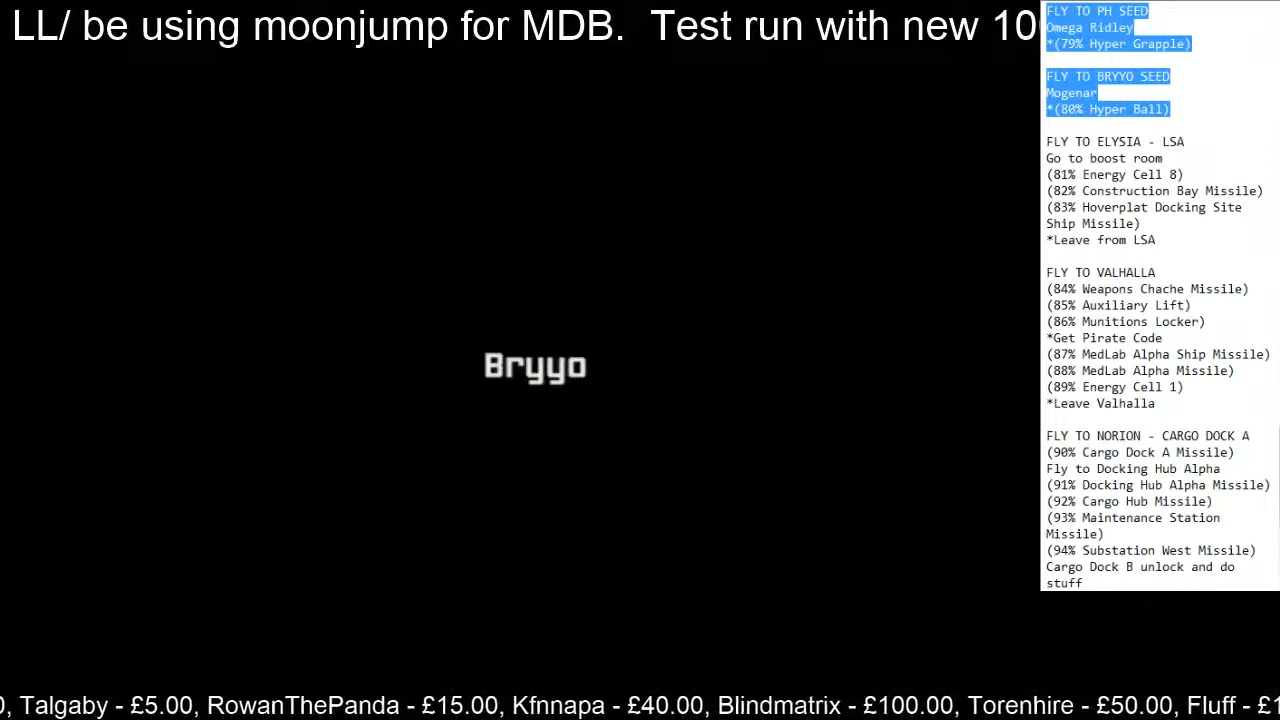 LL/ be using moonjump for MDB. Test run with new 10
FLY TO PH SEED
Omega Ridley
*(79% Hyper Grapple)
FLY TO BRYYO SEED
Mogenar
*(80% Hyper Ball)
FLY TO ELYSIA - LSA
Go to boost room
(81% Energy Cell 8)
(82% Construction Bay Missile)
(83% Hoverplat Docking Site
Ship Missile)
*Leave from LSA
FLY TO VALHALLA
(84% Weapons Chache Missile)
(85% Auxiliary Lift)
(86% Munitions Locker)
*Get Pirate Code
(87% MedLab Alpha Ship Missile)
(88% MedLab Alpha Missile)
(89% Energy Cell 1)
*Leave Valhalla
FLY TO NORION - CARGO DOCK A
(90% Cargo Dock A Missile)
Fly to Docking Hub Alpha
(91% Docking Hub Alpha Missile)
(92% Cargo Hub Missile)
(93% Maintenance Station
Missile)
(94% Substation West Missile)
Cargo Dock B unlock and do
stuff
Bryyo
0, Talgaby - £5.00, RowanThePanda - £15.00, Kfnnapa - £40.00, Blindmatrix - £100.00, Torenhire - £50.00, Fluff - £1